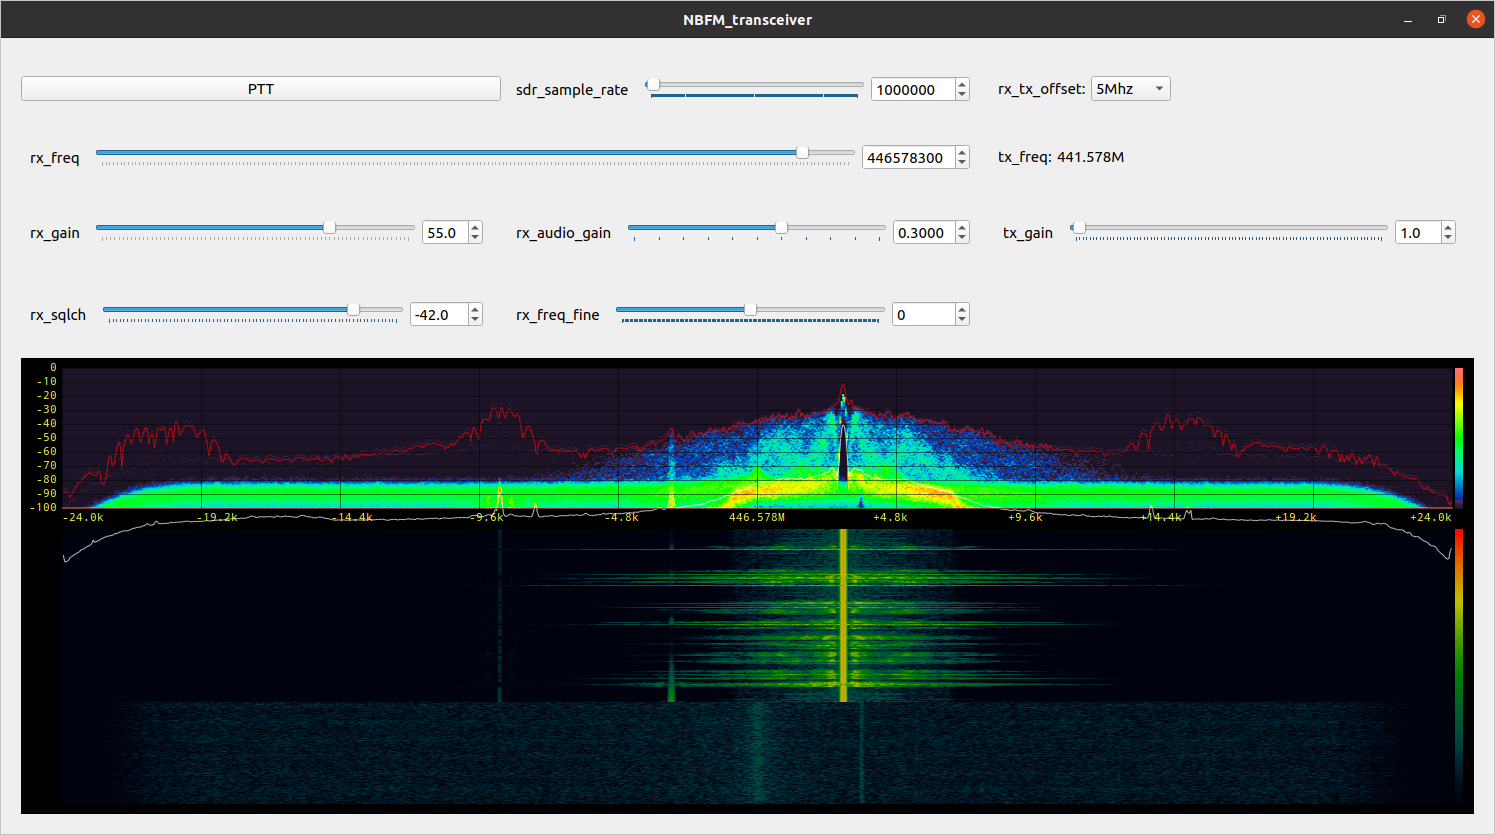 NBFM_transceiver
PTT sdr_sample_rate 1000000 rx_tx_offset: 5Mhz
rx_freq 446578300 tx_freq: 441.578M
rx_gain 55.0 rx_audio_gain 0.3000 tx_gain 1.0
rx_sqlch -42.0 rx_freq_fine 0
0
-10
-20
-30
-40
-50
-60
-70
-80
-90
-100
-24.0k -19.2k -14.4k -9.6k -4.8k 446.578M +4.8k +9.6k +14.4k +19.2k +24.0k